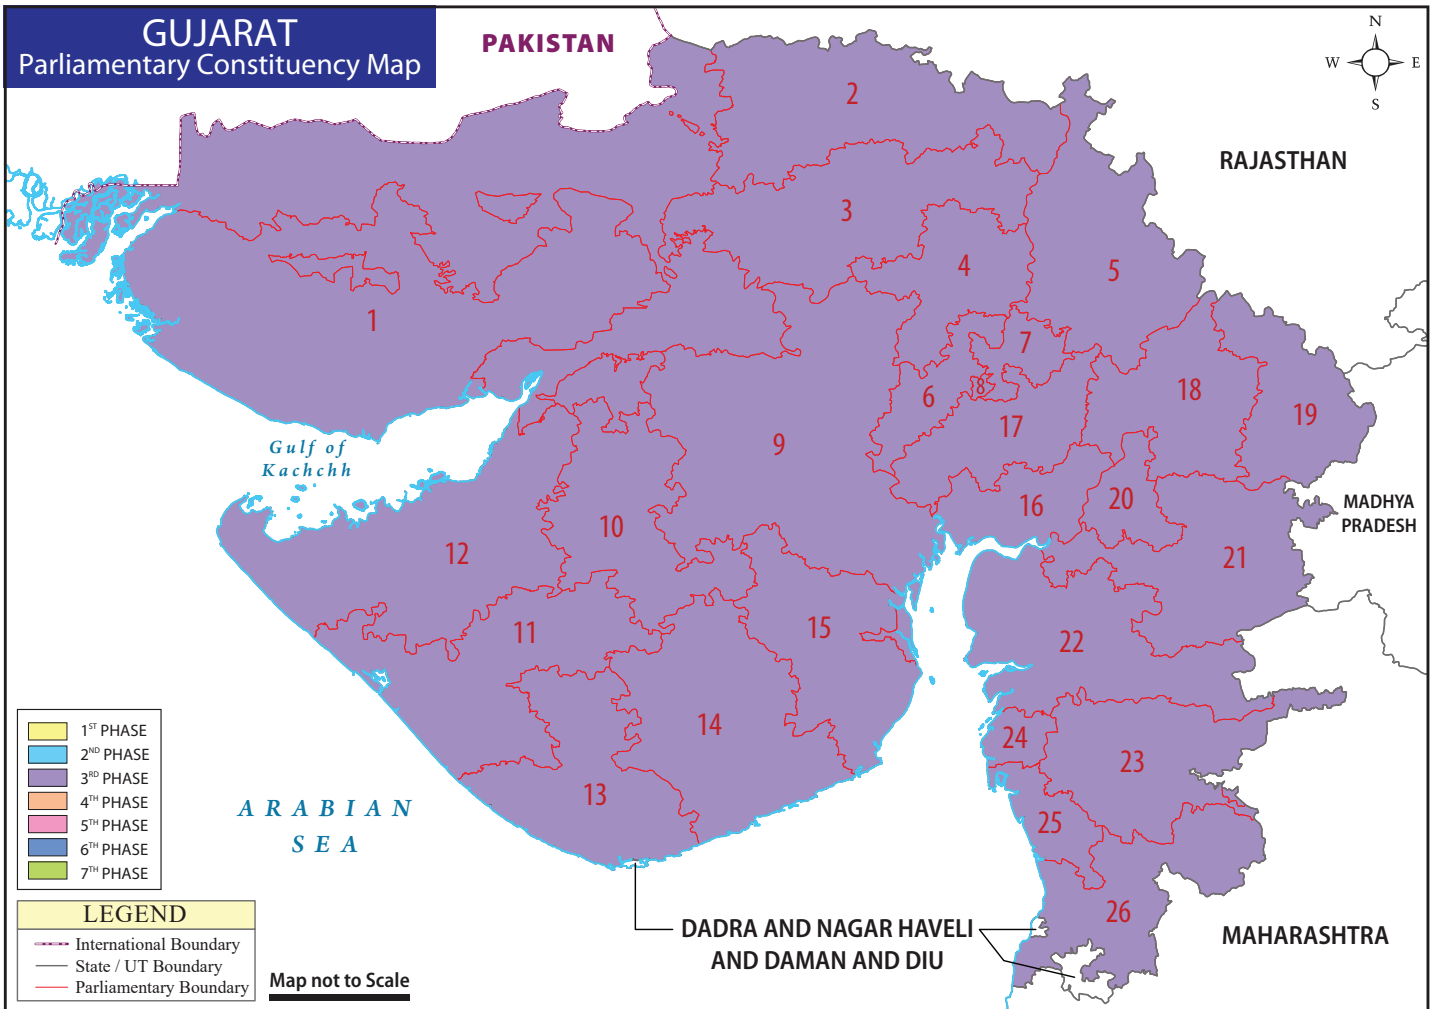 GUJARAT
Parliamentary Constituency Map
PAKISTAN
N
W
E
S
RAJASTHAN
2
3
4
5
1
7
8
6
18
19
17
9
Gulf of
Kachchh
MADHYA
PRADESH
16
20
10
12
21
11
15
22
14
24
23
13
25
26
ARABIAN
SEA
1ST PHASE
2ND PHASE
3RD PHASE
4TH PHASE
5TH PHASE
6TH PHASE
7TH PHASE
LEGEND
International Boundary
State / UT Boundary
Parliamentary Boundary
Map not to Scale
DADRA AND NAGAR HAVELI
AND DAMAN AND DIU
MAHARASHTRA